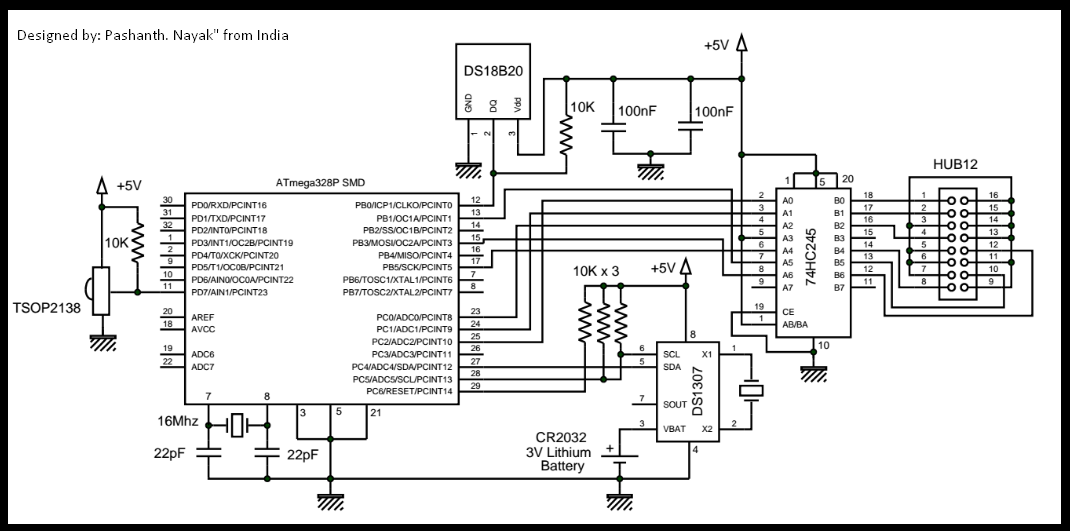 Designed by: Pashanth. Nayak" from India
+5V
DS18B20
GND
DQ
Vdd
1
2
3
10K
100nF
100nF
HUB12
ATmega328P SMD
+5V
10K
TSOP2138
30 PD0/RXD/PCINT16
31 PD1/TXD/PCINT17
32 PD2/INT0/PCINT18
1 PD3/INT1/OC2B/PCINT19
2 PD4/T0/XCK/PCINT20
9 PD5/T1/OC0B/PCINT21
10 PD6/AIN0/OC0A/PCINT22
11 PD7/AIN1/PCINT23
20 AREF
18 AVCC
19 ADC6
22 ADC7
PB0/ICP1/CLKO/PCINT0 12
PB1/OC1A/PCINT1 13
PB2/SS/OC1B/PCINT2 14
PB3/MOSI/OC2A/PCINT3 15
PB4/MISO/PCINT4 16
PB5/SCK/PCINT5 17
PB6/TOSC1/XTAL1/PCINT6 7
PB7/TOSC2/XTAL2/PCINT7 8
PC0/ADC0/PCINT8 23
PC1/ADC1/PCINT9 24
PC2/ADC2/PCINT10 25
PC3/ADC3/PCINT11 26
PC4/ADC4/SDA/PCINT12 27
PC5/ADC5/SCL/PCINT13 28
PC6/RESET/PCINT14 29
7
8
3
5
21
16Mhz
22pF
22pF
10K x 3
+5V
8
DS1307
6 SCL
5 SDA
7 SOUT
3 VBAT
X1 1
X2 2
4
CR2032
3V Lithium
Battery
+
1
5
20
74HC245
2 A0 B0 18
3 A1 B1 17
4 A2 B2 16
5 A3 B3 15
6 A4 B4 14
7 A5 B5 13
8 A6 B6 12
9 A7 B7 11
19 CE
1 AB/BA
10
1 16
2 15
3 14
4 13
5 12
6 11
7 10
8 9